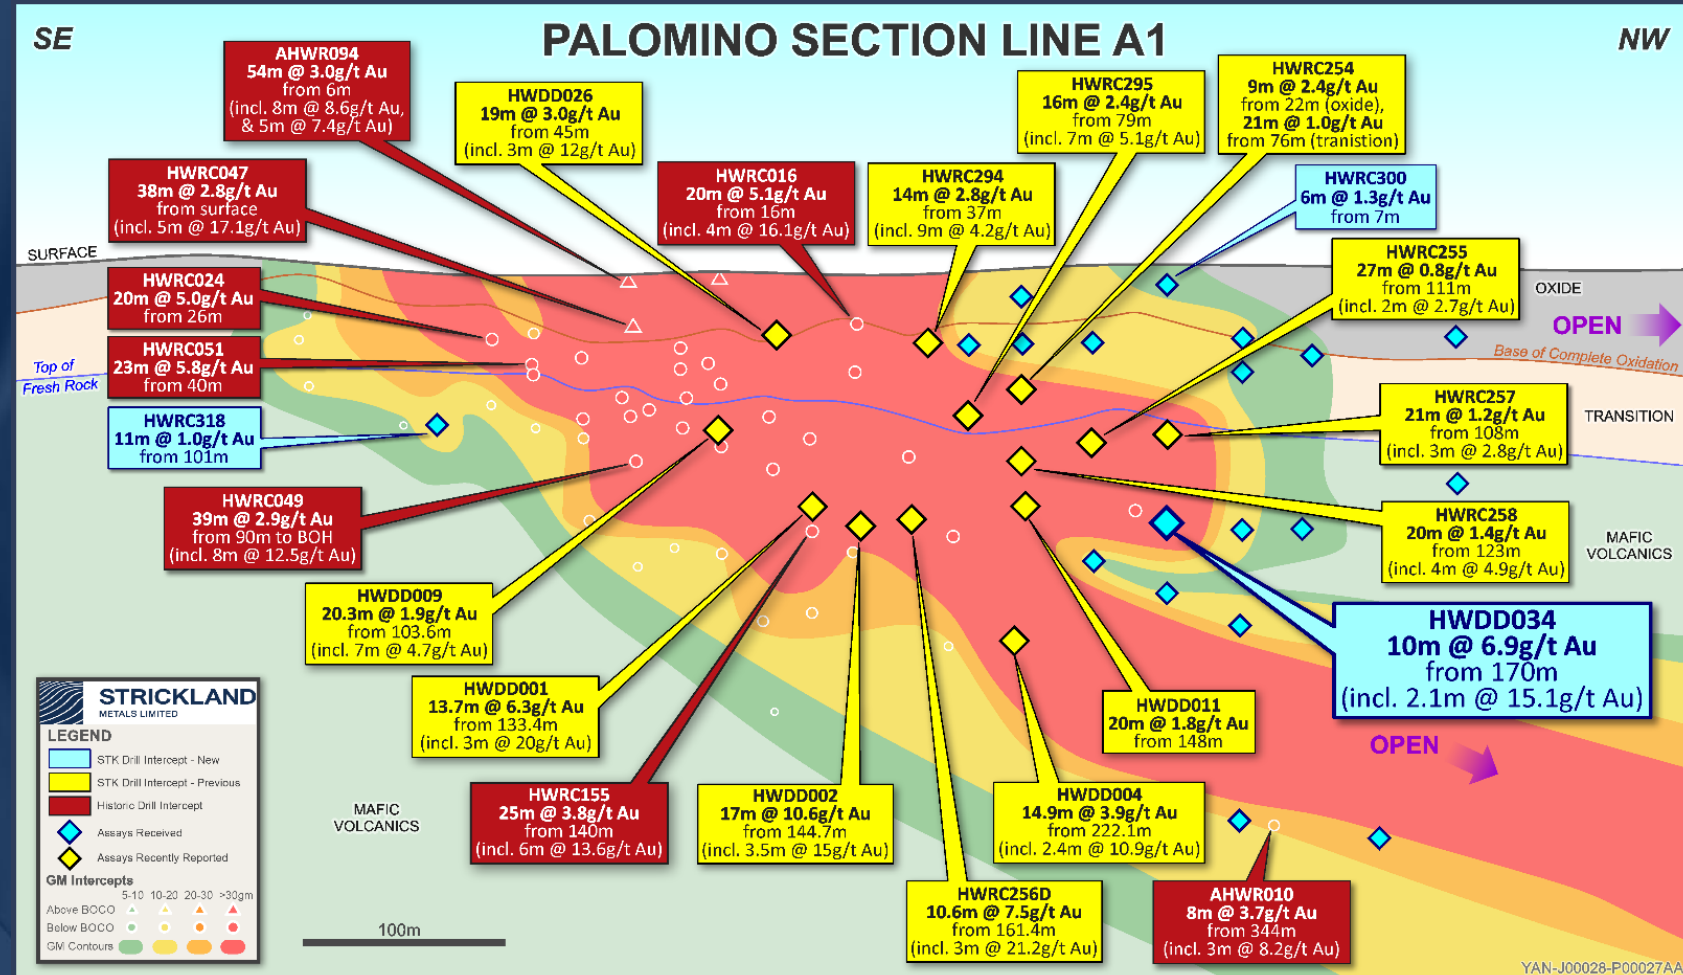 SE
PALOMINO SECTION LINE A1
NW
AHWR094
54m @ 3.0g/t Au
from 6m
(incl. 8m @ 8.6g/t Au,
& 5m @ 7.4g/t Au)
HWDD026
19m @ 3.0g/t Au
from 45m
(incl. 3m @ 12g/t Au)
HWRC295
16m @ 2.4g/t Au
from 79m
(incl. 7m @ 5.1g/t Au)
HWRC254
9m @ 2.4g/t Au
from 22m (oxide),
21m @ 1.0g/t Au
from 76m (transtion)
HWRC047
38m @ 2.8g/t Au
from surface
(incl. 5m @ 17.1g/t Au)
HWRC016
20m @ 5.1g/t Au
from 16m
(incl. 4m @ 16.1g/t Au)
HWRC294
14m @ 2.8g/t Au
from 37m
(incl. 9m @ 4.2g/t Au)
HWRC300
6m @ 1.3g/t Au
from 7m
SURFACE
HWRC255
27m @ 0.8g/t Au
from 111m
(incl. 2m @ 2.7g/t Au)
OXIDE
OPEN
HWRC024
20m @ 5.0g/t Au
from 26m
Base of Complete Oxidation
HWRC051
23m @ 5.8g/t Au
from 40m
Top of
Fresh Rock
HWRC257
21m @ 1.2g/t Au
from 108m
(incl. 3m @ 2.8g/t Au)
TRANSITION
HWRC318
11m @ 1.0g/t Au
from 101m
HWRC049
39m @ 2.9g/t Au
from 90m to BOH
(incl. 8m @ 12.5g/t Au)
HWRC258
20m @ 1.4g/t Au
from 123m
(incl. 4m @ 4.9g/t Au)
MAFIC
VOLCANICS
HWDD009
20.3m @ 1.9g/t Au
from 103.6m
(incl. 7m @ 4.7g/t Au)
HWDD034
10m @ 6.9g/t Au
from 170m
(incl. 2.1m @ 15.1g/t Au)
HWDD001
13.7m @ 6.3g/t Au
from 133.4m
(incl. 3m @ 20g/t Au)
HWDD011
20m @ 1.8g/t Au
from 148m
OPEN
HWRC155
25m @ 3.8g/t Au
from 140m
(incl. 6m @ 13.6g/t Au)
HWDD002
17m @ 10.6g/t Au
from 144.7m
(incl. 3.5m @ 15g/t Au)
HWDD004
14.9m @ 3.9g/t Au
from 222.1m
(incl. 2.4m @ 10.9g/t Au)
MAFIC
VOLCANICS
HWRC256D
10.6m @ 7.5g/t Au
from 161.4m
(incl. 3m @ 21.2g/t Au)
AHWR010
8m @ 3.7g/t Au
from 344m
(incl. 3m @ 8.2g/t Au)
STRICKLAND
METALS LIMITED
LEGEND
STK Drill Intercept - New
STK Drill Intercept - Previous
Historic Drill Intercept
Assays Received
Assays Recently Reported
GM Intercepts
5-10 10-20 20-30 >30gm
Above BOCO
Below BOCO
GM Contours
100m
YAN-J00028-P00027AA